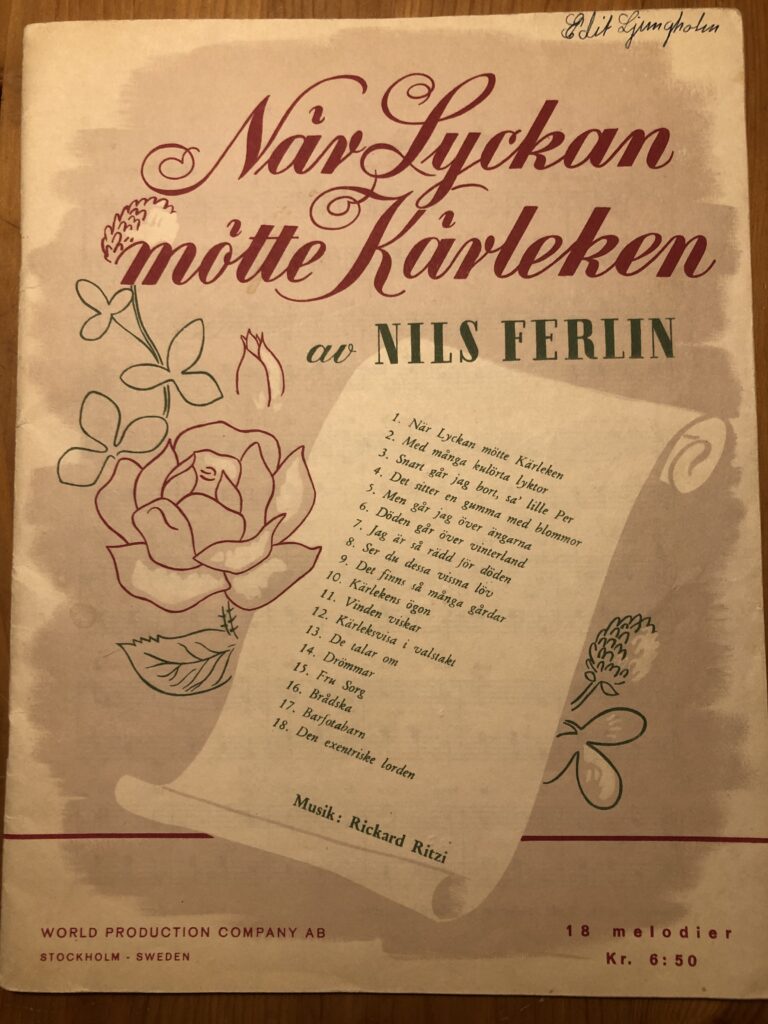 Edit Ljungholm
När Lyckan
mötte Kärleken
av NILS FERLIN
1. När Lyckan mötte Kärleken
2. Med många kulörta lyktor
3. Snart går jag bort, sa' lille Per
4. Det sitter en gumma med blommor
5. Men går jag över ängarna
6. Döden går över vinterland
7. Jag är så rädd för döden
8. Ser du dessa vissna löv
9. Det finns så många gårdar
10. Kärlekens ögon
11. Vinden viskar
12. Kärleksvisa i valstakt
13. De talar om
14. Drömmar
15. Fru Sorg
16. Brådska
17. Barfotabarn
18. Den exentriske lorden
Musik: Rickard Ritzi
WORLD PRODUCTION COMPANY AB
STOCKHOLM - SWEDEN
18 melodier
Kr. 6:50